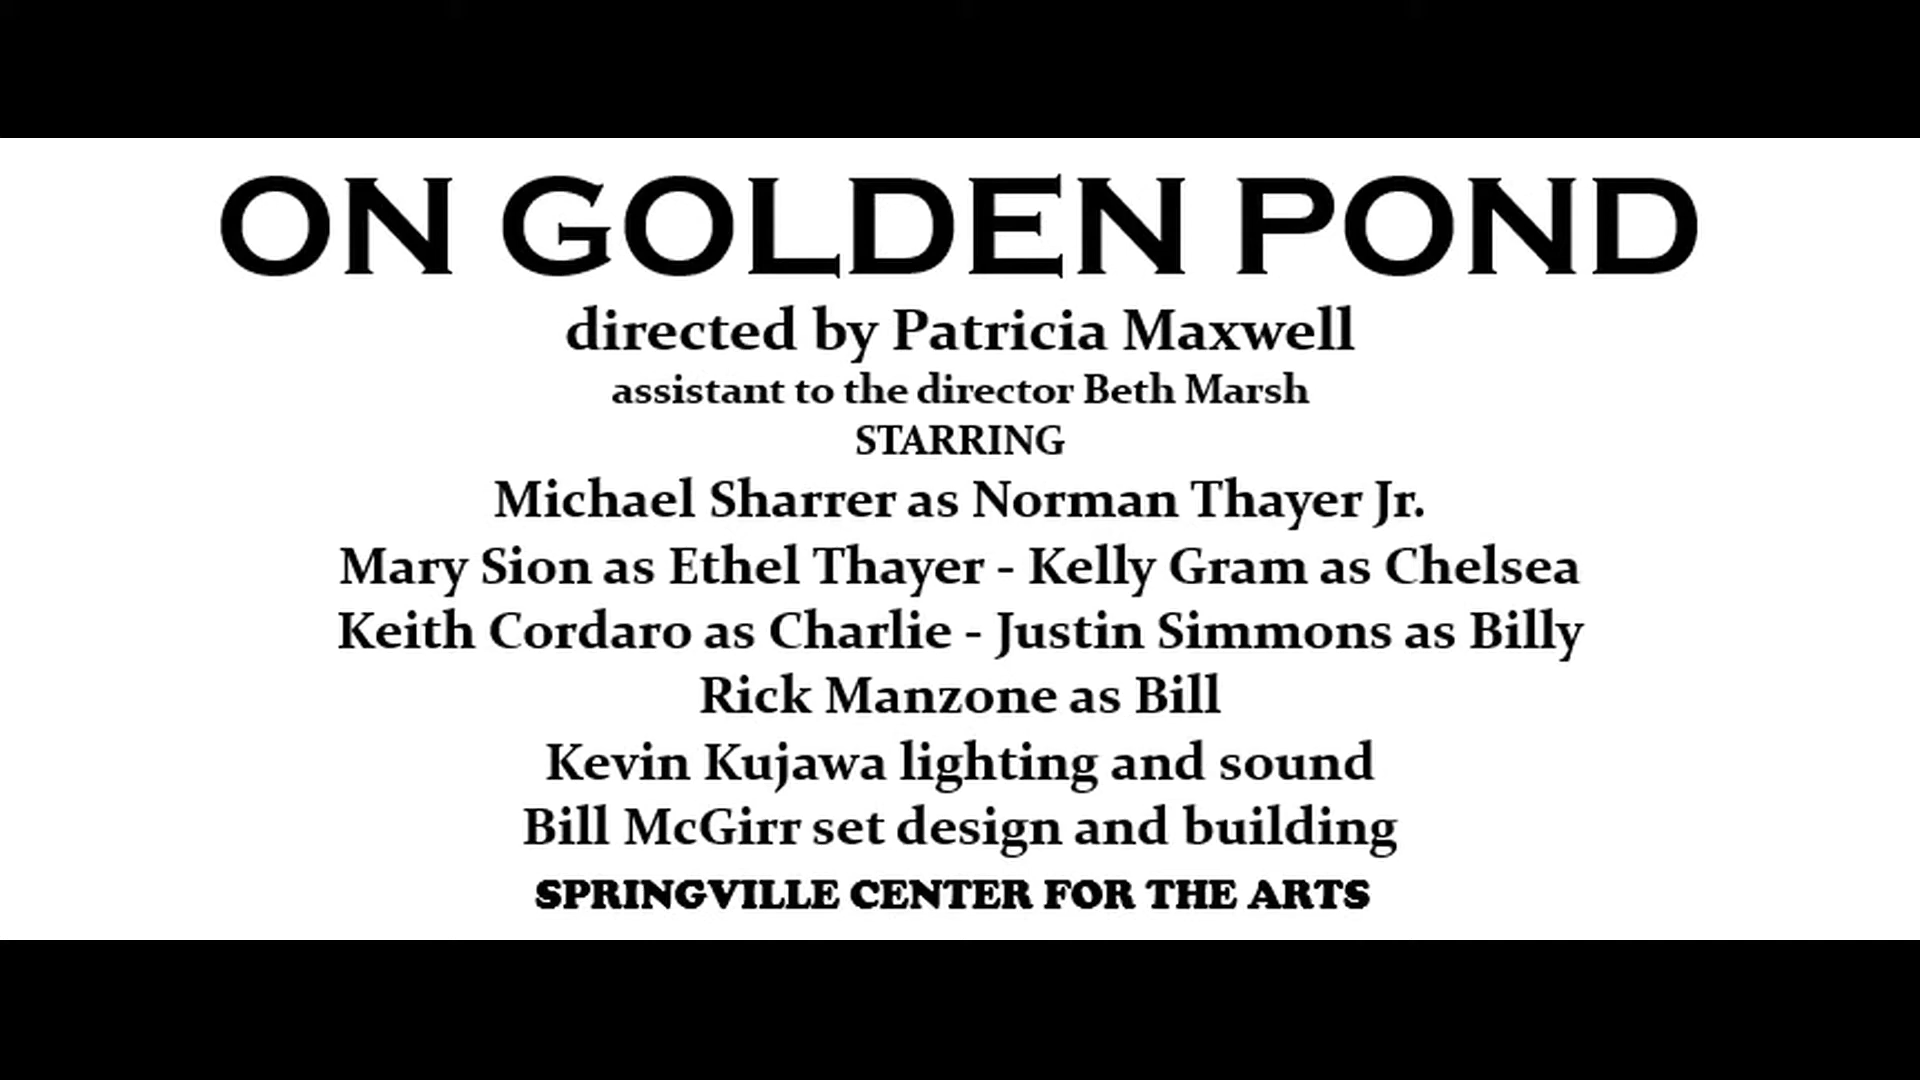 ON GOLDEN POND
directed by Patricia Maxwell
assistant to the director Beth Marsh
STARRING
Michael Sharrer as Norman Thayer Jr.
Mary Sion as Ethel Thayer - Kelly Gram as Chelsea
Keith Cordaro as Charlie - Justin Simmons as Billy
Rick Manzone as Bill
Kevin Kujawa lighting and sound
Bill McGirr set design and building
SPRINGVILLE CENTER FOR THE ARTS